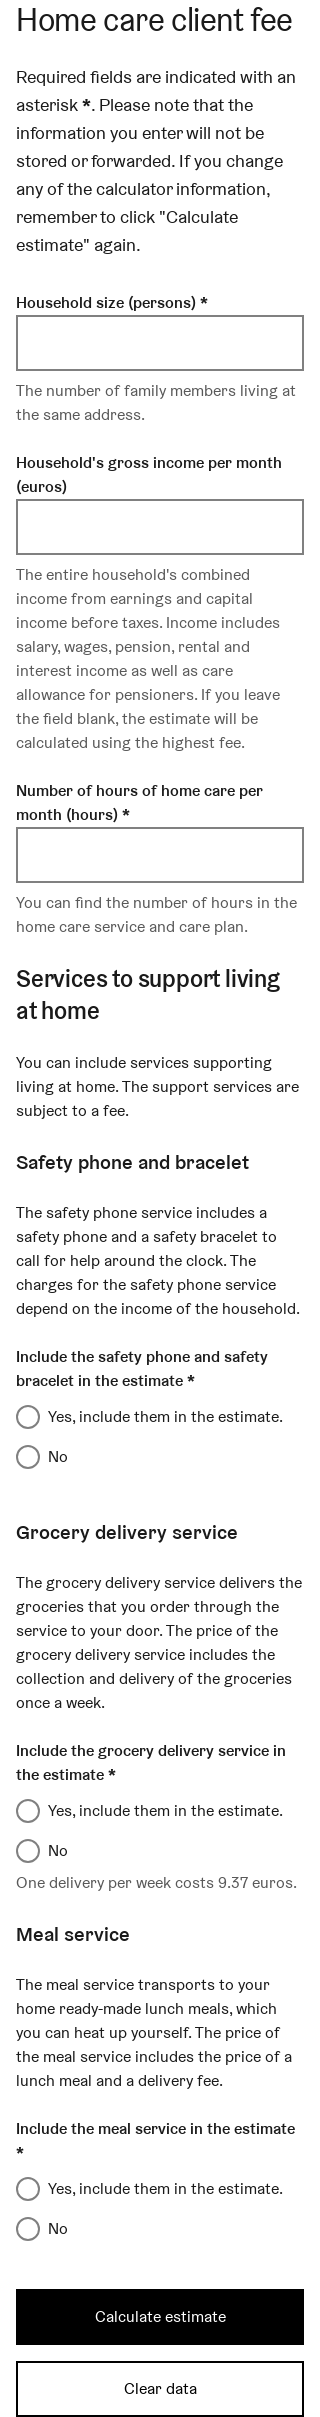 Home care client fee
Required fields are indicated with an
asterisk *. Please note that the
information you enter will not be
stored or forwarded. If you change
any of the calculator information,
remember to click "Calculate
estimate" again.
Household size (persons) *
The number of family members living at
the same address.
Household's gross income per month
(euros)
The entire household's combined
income from earnings and capital
income before taxes. Income includes
salary, wages, pension, rental and
interest income as well as care
allowance for pensioners. If you leave
the field blank, the estimate will be
calculated using the highest fee.
Number of hours of home care per
month (hours) *
You can find the number of hours in the
home care service and care plan.
Services to support living
at home
You can include services supporting
living at home. The support services are
subject to a fee.
Safety phone and bracelet
The safety phone service includes a
safety phone and a safety bracelet to
call for help around the clock. The
charges for the safety phone service
depend on the income of the household.
Include the safety phone and safety
bracelet in the estimate *
Yes, include them in the estimate.
No
Grocery delivery service
The grocery delivery service delivers the
groceries that you order through the
service to your door. The price of the
grocery delivery service includes the
collection and delivery of the groceries
once a week.
Include the grocery delivery service in
the estimate *
Yes, include them in the estimate.
No
One delivery per week costs 9.37 euros.
Meal service
The meal service transports to your
home ready-made lunch meals, which
you can heat up yourself. The price of
the meal service includes the price of a
lunch meal and a delivery fee.
Include the meal service in the estimate
*
Yes, include them in the estimate.
No
Calculate estimate
Clear data